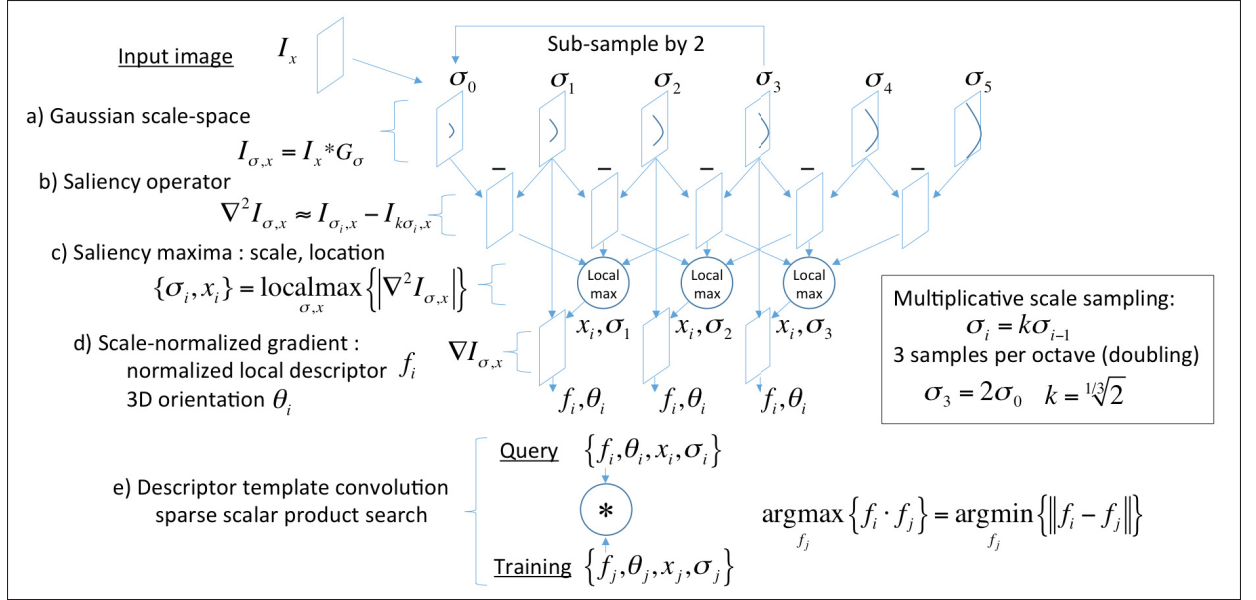 Sub-sample by 2
Input image I_x
σ_0 σ_1 σ_2 σ_3 σ_4 σ_5
a) Gaussian scale-space
I_{σ,x} = I_x * G_σ
− − − − −
b) Saliency operator
∇²I_{σ,x} ≈ I_{σ_i,x} − I_{kσ_i,x}
c) Saliency maxima : scale, location
{σ_i, x_i} = localmax_{σ,x} {|∇²I_{σ,x}|}
Local max
Local max
Local max
x_i,σ_1 x_i,σ_2 x_i,σ_3
d) Scale-normalized gradient : ∇I_{σ,x}
normalized local descriptor f_i
3D orientation θ_i
f_i,θ_i f_i,θ_i f_i,θ_i
Multiplicative scale sampling:
σ_i = kσ_{i−1}
3 samples per octave (doubling)
σ_3 = 2σ_0 k = ^{1/3}√2
Query {f_i,θ_i,x_i,σ_i}
e) Descriptor template convolution
sparse scalar product search
*
argmax_{f_j} {f_i · f_j} = argmin_{f_j} {‖f_i − f_j‖}
Training {f_j,θ_j,x_j,σ_j}